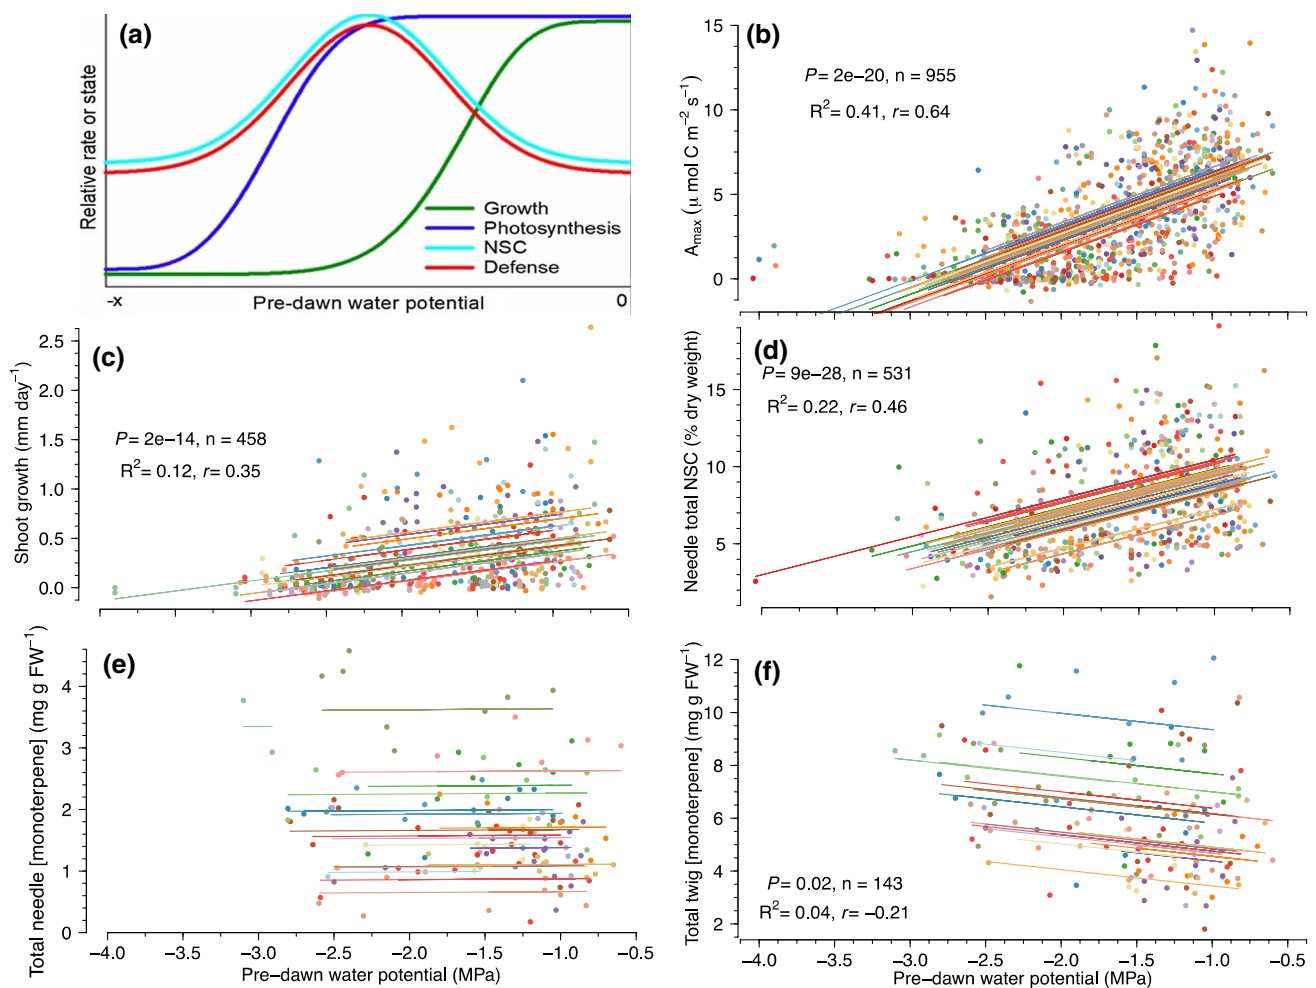 (a)
Relative rate or state
Growth
Photosynthesis
NSC
Defense
-x
Pre-dawn water potential
0
(b)
P= 2e−20, n = 955
R²= 0.41, r= 0.64
Amax (μ mol C m−2 s−1)
15
10
5
0
(c)
P= 2e−14, n = 458
R²= 0.12, r= 0.35
Shoot growth (mm day−1)
2.5
2.0
1.5
1.0
0.5
0.0
(d)
P= 9e−28, n = 531
R²= 0.22, r= 0.46
Needle total NSC (% dry weight)
15
10
5
(e)
Total needle [monoterpene] (mg g FW−1)
4
3
2
1
0
−4.0 −3.5 −3.0 −2.5 −2.0 −1.5 −1.0 −0.5
Pre−dawn water potential (MPa)
(f)
P= 0.02, n = 143
R²= 0.04, r= −0.21
Total twig [monoterpene] (mg g FW−1)
12
10
8
6
4
2
−4.0 −3.5 −3.0 −2.5 −2.0 −1.5 −1.0 −0.5
Pre−dawn water potential (MPa)